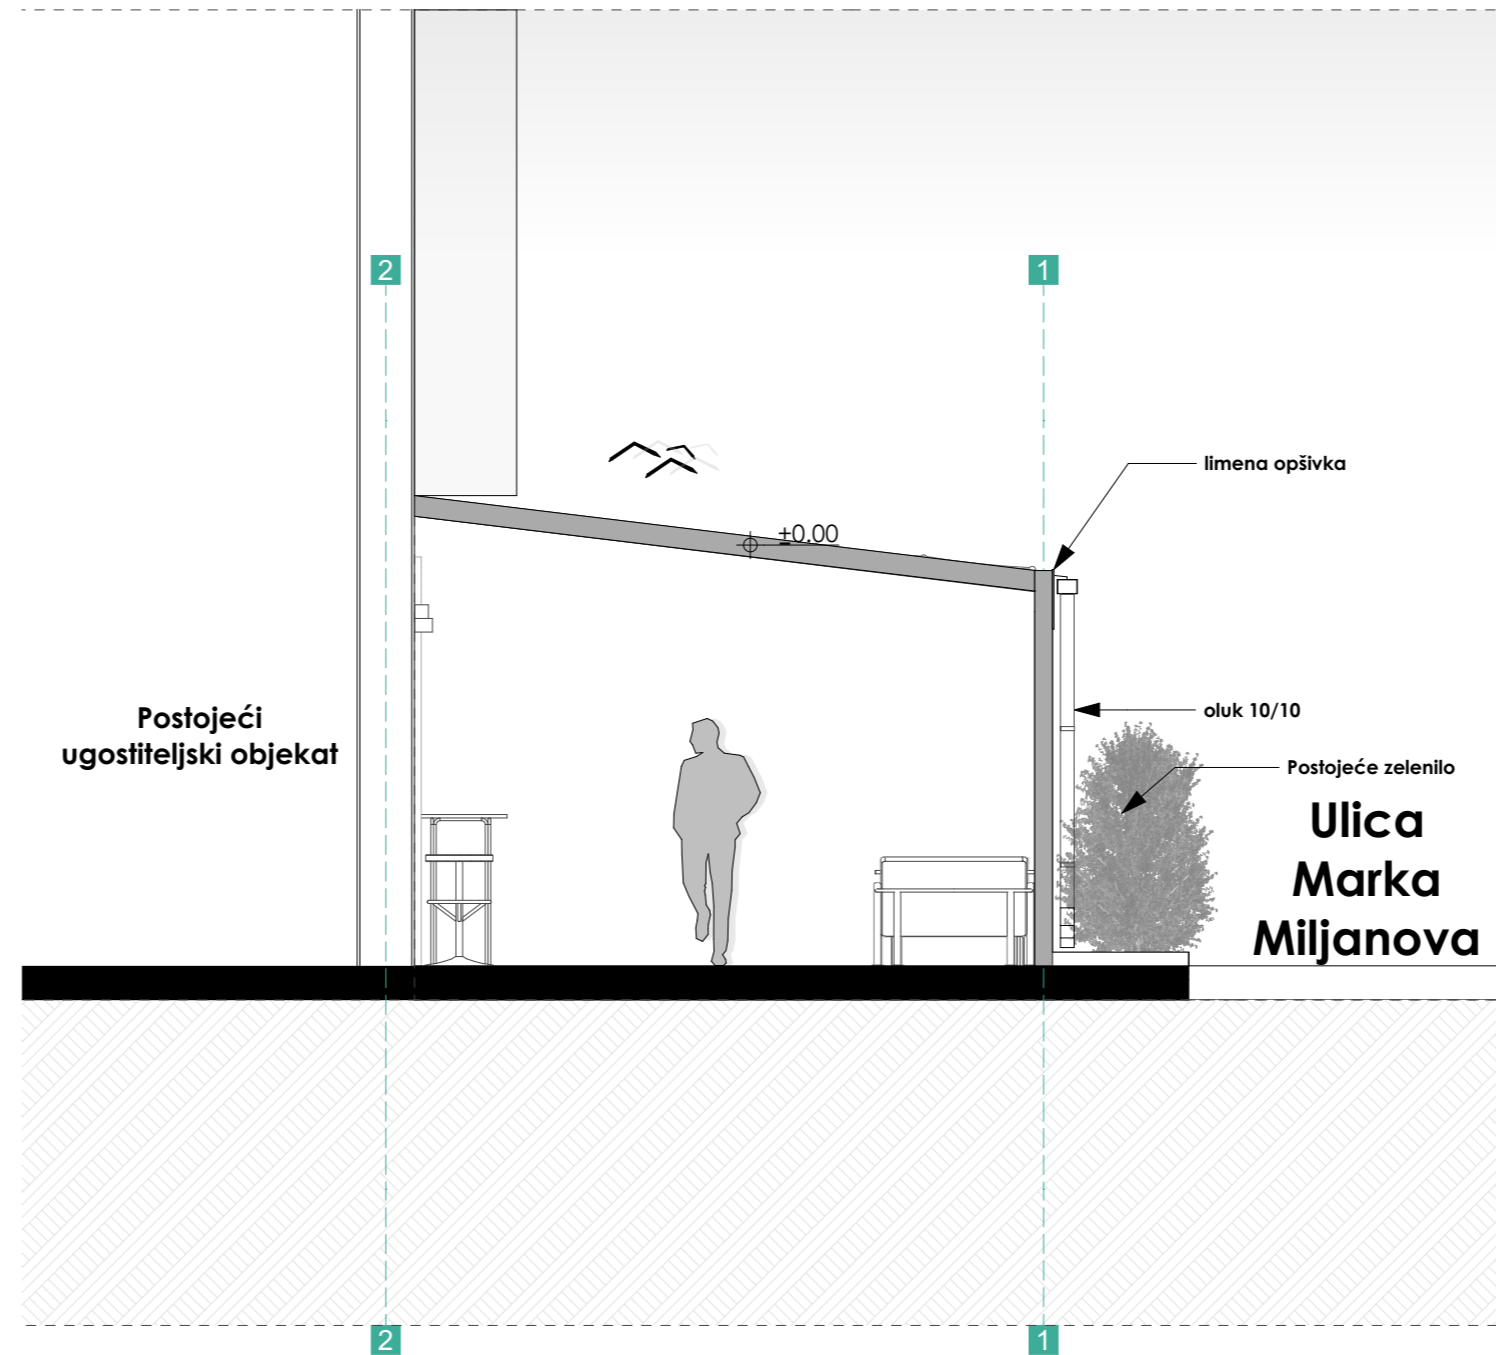 2
1
limena opšivka
±0.00
Postojeći
ugostiteljski objekat
oluk 10/10
Postojeće zelenilo
Ulica
Marka
Miljanova
2
1